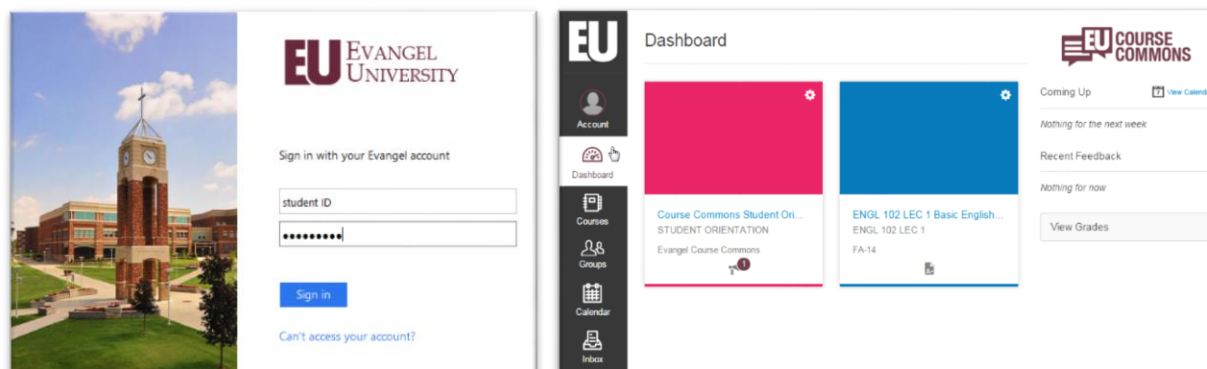 EU EVANGEL
UNIVERSITY
Sign in with your Evangel account
student ID
•••••••••
Sign in
Can't access your account?
EU
Account
Dashboard
Courses
Groups
Calendar
Inbox
Dashboard
Course Commons Student Ori...
STUDENT ORIENTATION
Evangel Course Commons
1
ENGL 102 LEC 1 Basic English...
ENGL 102 LEC 1
FA-14
EU COURSE
COMMONS
Coming Up
7 View Calend
Nothing for the next week
Recent Feedback
Nothing for now
View Grades